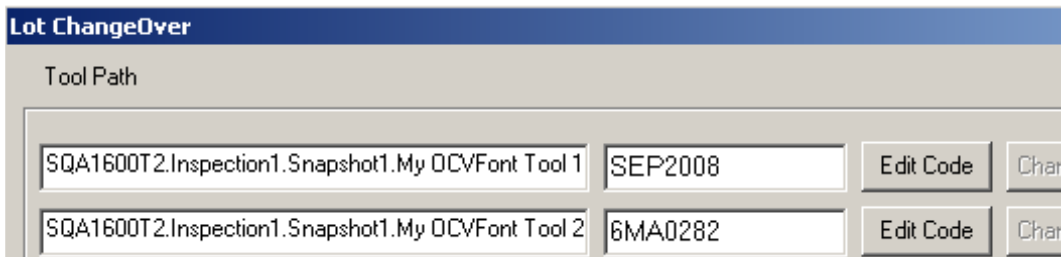 Lot ChangeOver
Tool Path
SQA1600T2.Inspection1.Snapshot1.My OCVFont Tool 1 SEP2008 Edit Code
SQA1600T2.Inspection1.Snapshot1.My OCVFont Tool 2 6MA0282 Edit Code